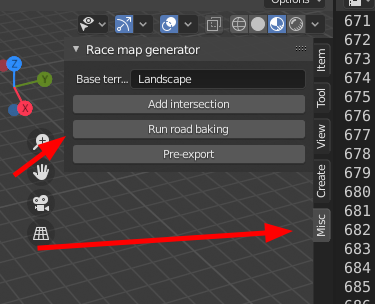 Options
671
Race map generator
672
Item
673
Base terr... Landscape
674
675
Add intersection
Tool
676
Run road baking
677
View
678
Pre-export
679
Create
680
681
Misc
682
683
684
685
Z
Y
X